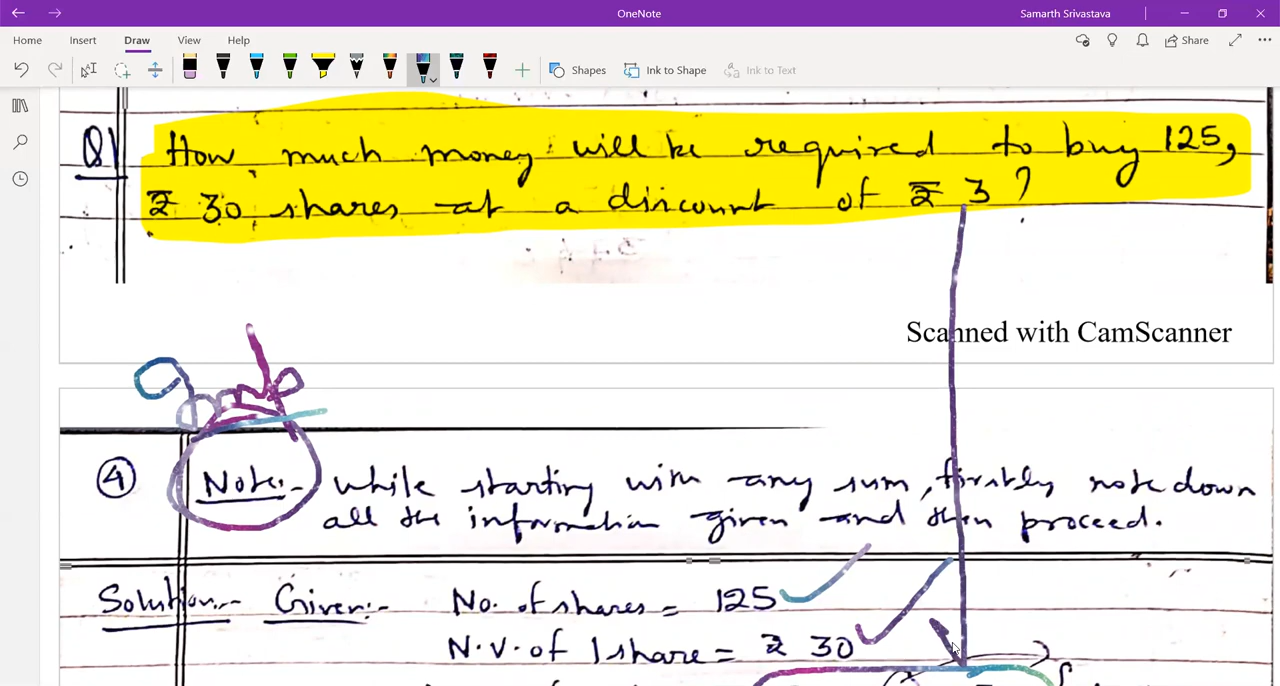 OneNote
Samarth Srivastava
Home Insert Draw View Help
Share
Shapes Ink to Shape Ink to Text
Q1 How much money will be required to buy 125,
₹ 30 shares at a discount of ₹ 3?
Scanned with CamScanner
④ Note:- While starting with any sum, firstly note down
all the information given and then proceed.
Solution:- Given:- No. of shares = 125
N.V. of 1 share = ₹ 30